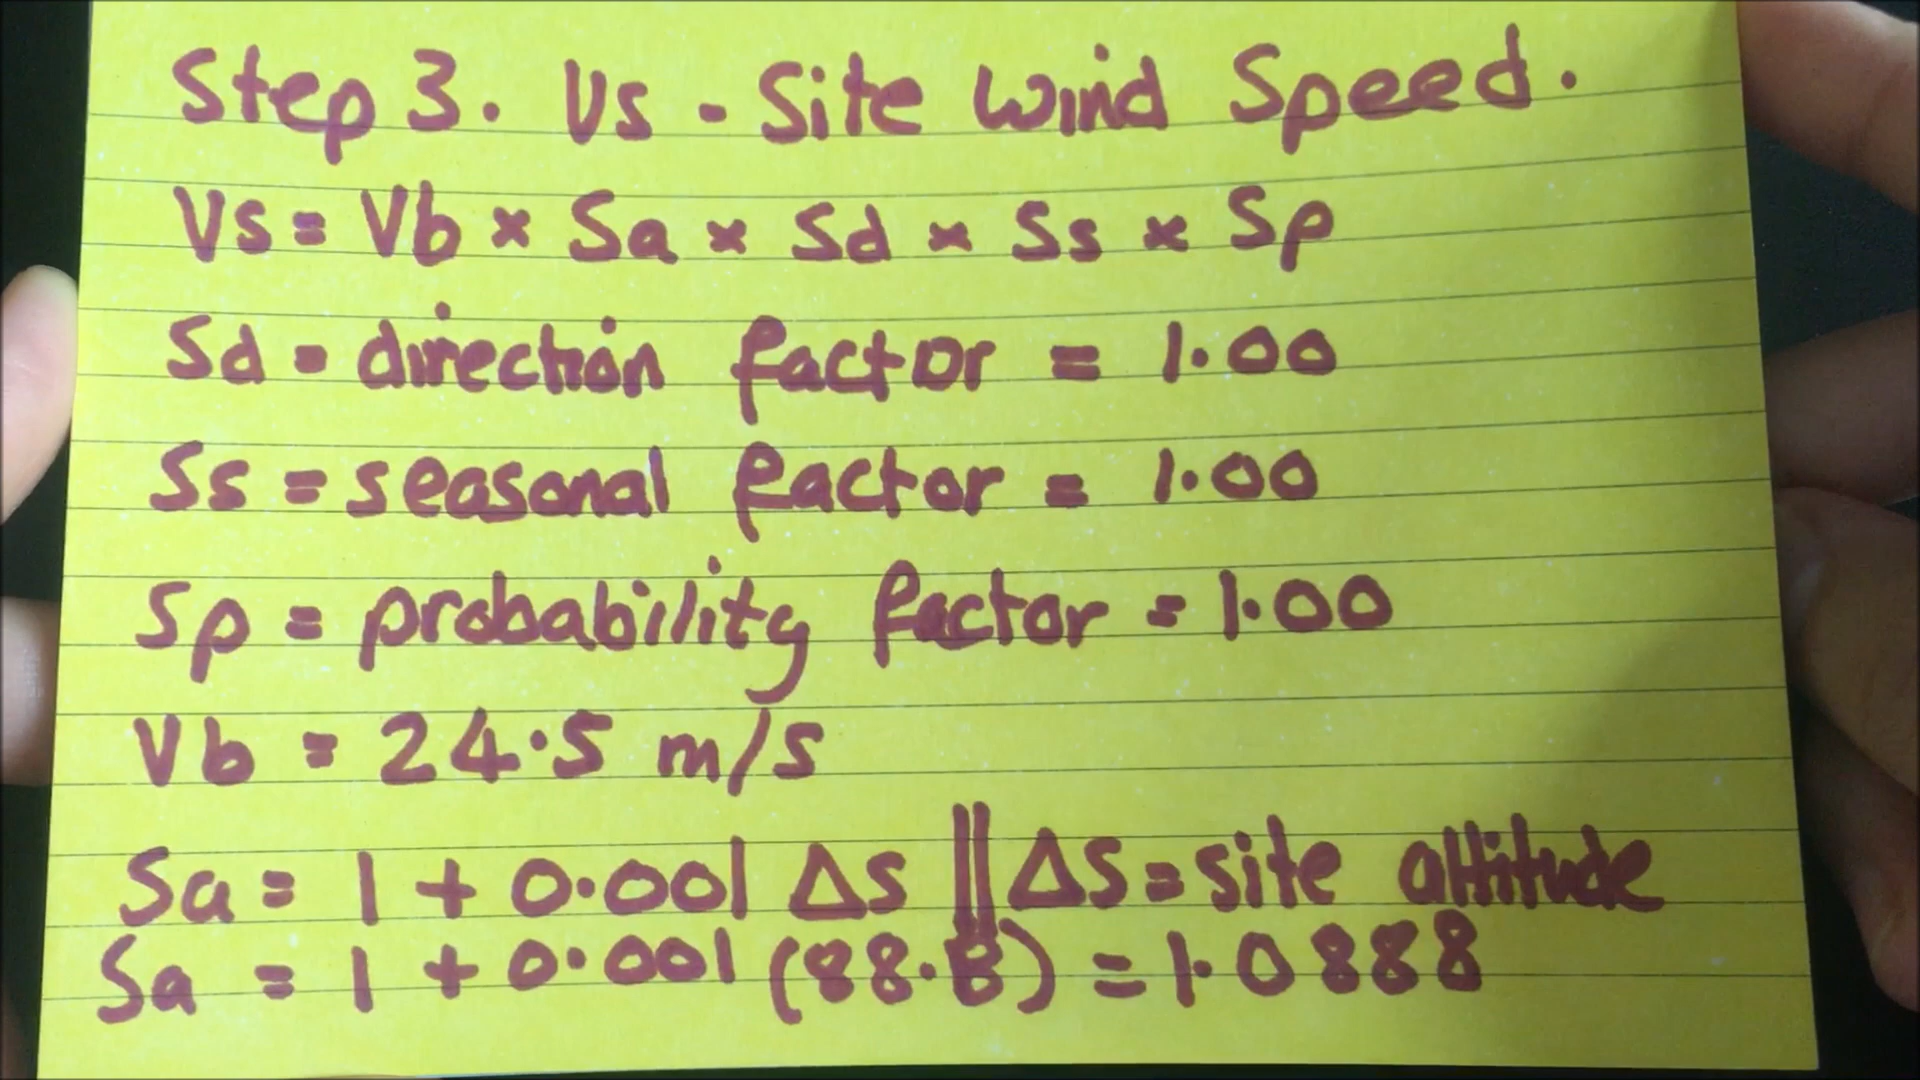 Step 3. Vs - Site Wind Speed.
Vs = Vb × Sa × Sd × Ss × Sp
Sd = direction factor = 1.00
Ss = seasonal factor = 1.00
Sp = probability factor = 1.00
Vb = 24.5 m/s
Sa = 1 + 0.001 ΔS || ΔS = site altitude
Sa = 1 + 0.001 (88.8) = 1.0888